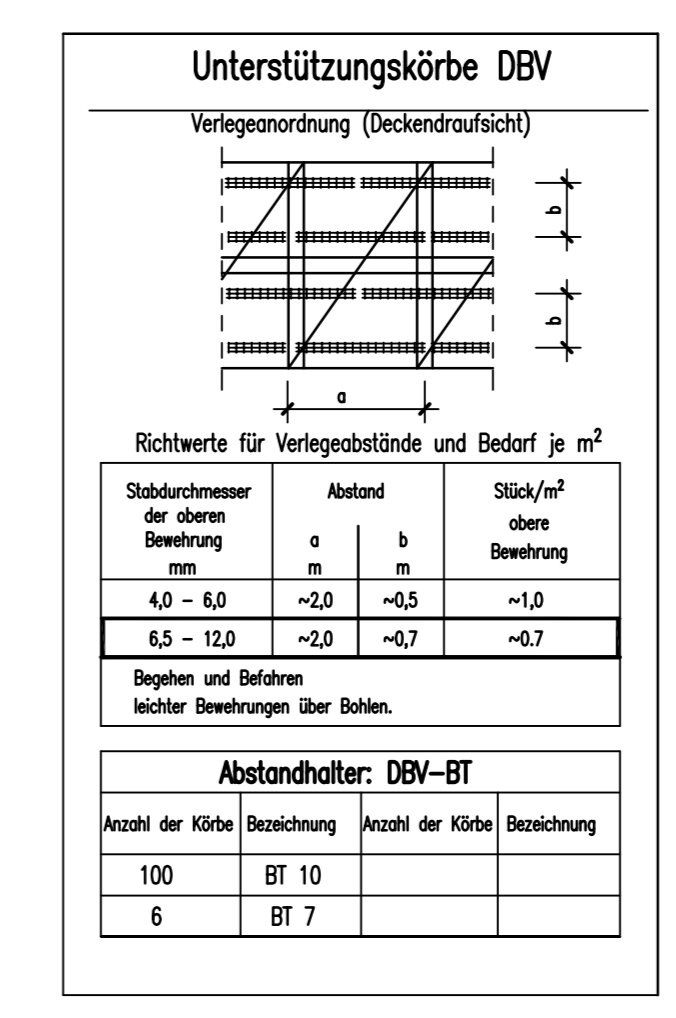 Unterstützungskörbe DBV
Verlegeanordnung (Deckendraufsicht)
b
b
a
Richtwerte für Verlegeabstände und Bedarf je m²
Stabdurchmesser der oberen Bewehrung mm
Abstand
a m
b m
Stück/m² obere Bewehrung
4,0 - 6,0 ~2,0 ~0,5 ~1,0
6,5 - 12,0 ~2,0 ~0,7 ~0.7
Begehen und Befahren
leichter Bewehrungen über Bohlen.
Abstandhalter: DBV-BT
Anzahl der Körbe Bezeichnung Anzahl der Körbe Bezeichnung
100 BT 10
6 BT 7